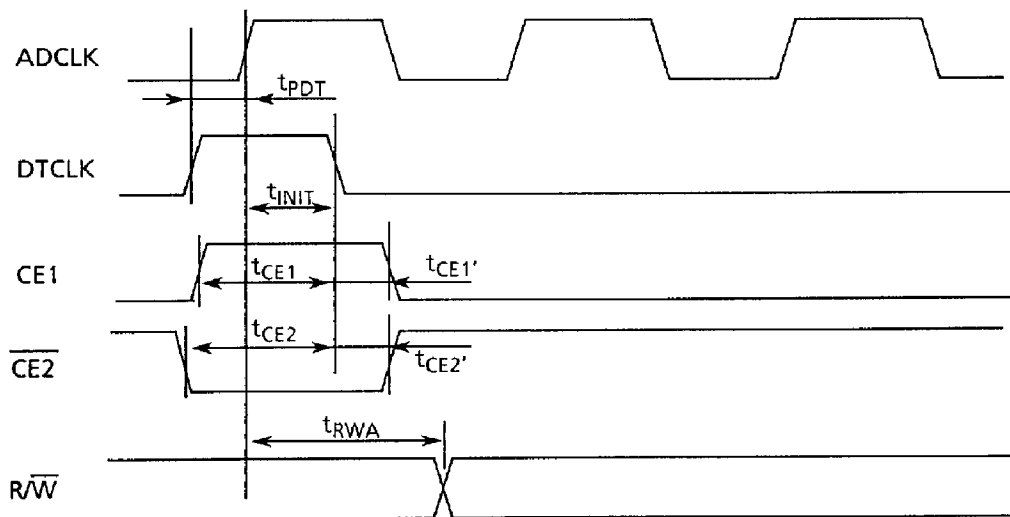 ADCLK
tPDT
DTCLK
tINIT
CE1
tCE1
tCE1'
CE2
tCE2
tCE2'
tRWA
R/W